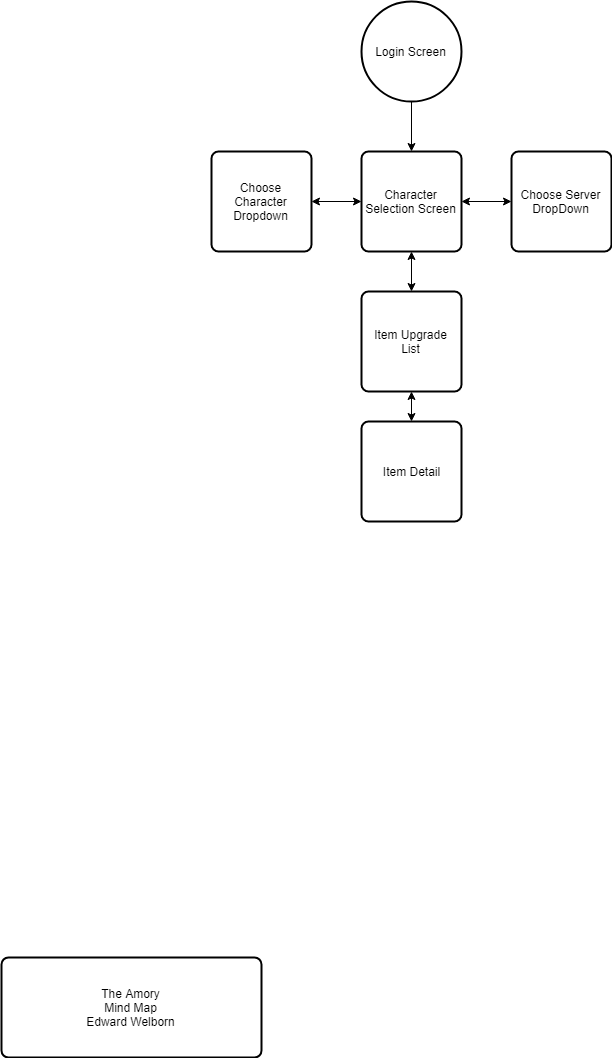 Login Screen
Choose
Character
Dropdown
Character
Selection Screen
Choose Server
DropDown
Item Upgrade
List
Item Detail
The Amory
Mind Map
Edward Welborn